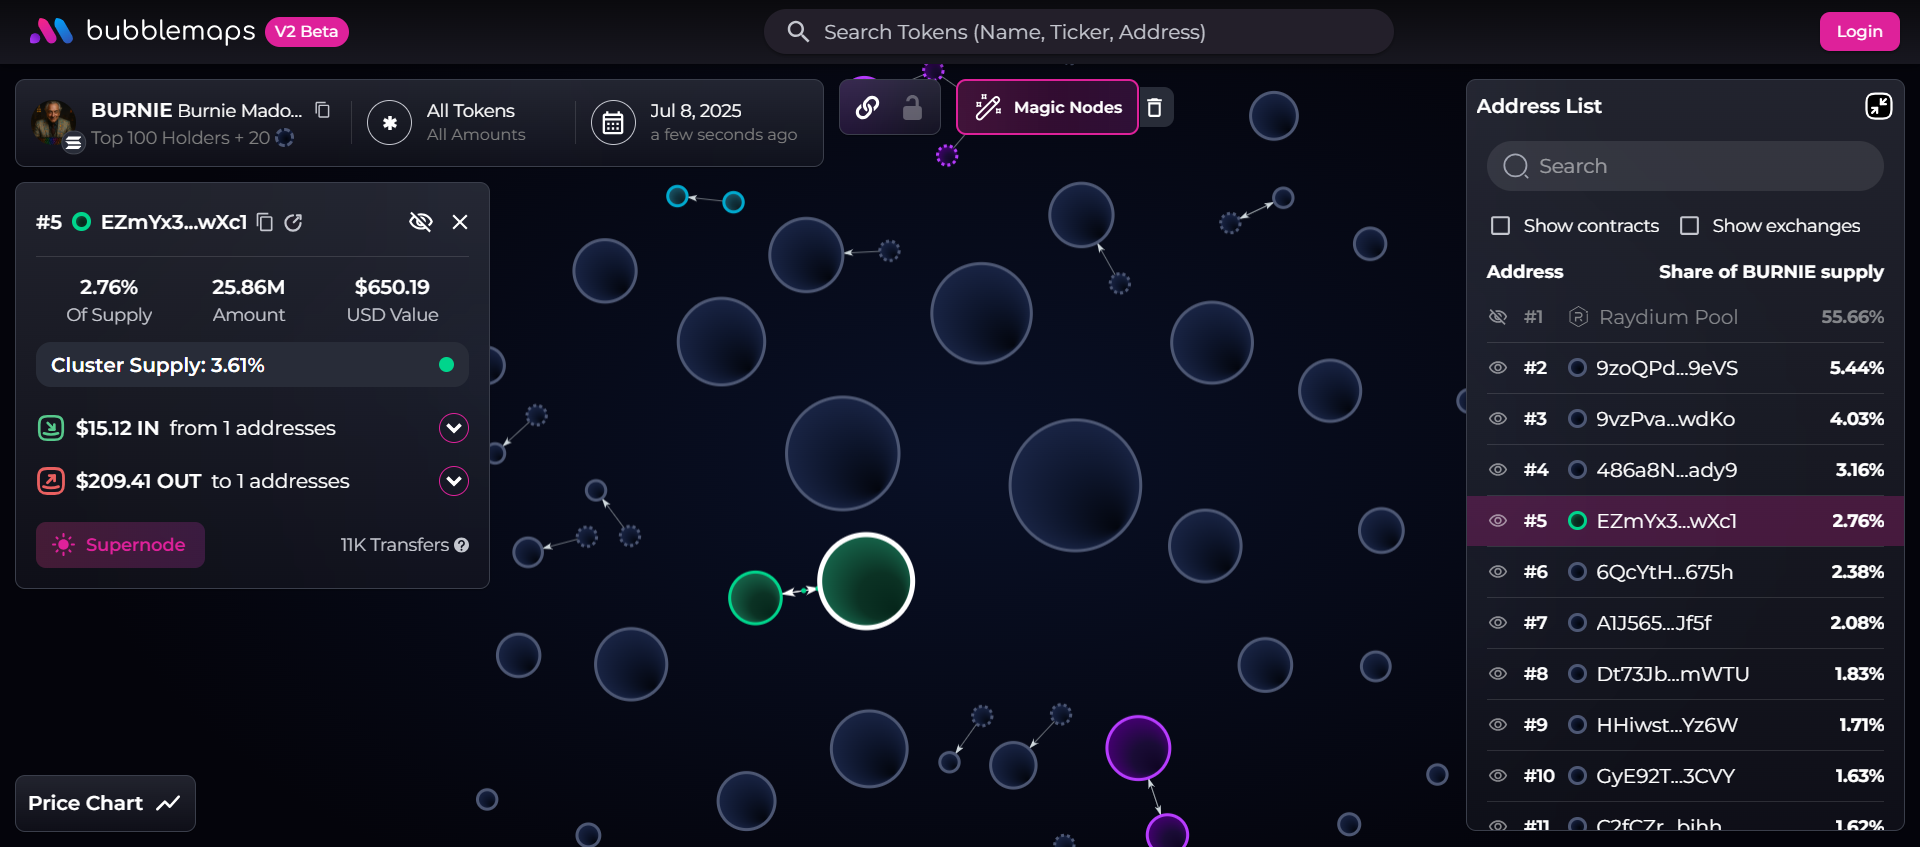 bubblemaps V2 Beta
Search Tokens (Name, Ticker, Address)
Login
BURNIE Burnie Mado...
Top 100 Holders + 20
All Tokens
All Amounts
Jul 8, 2025
a few seconds ago
Magic Nodes
#5 EZmYx3...wXc1
2.76% 25.86M $650.19
Of Supply Amount USD Value
Cluster Supply: 3.61%
$15.12 IN from 1 addresses
$209.41 OUT to 1 addresses
Supernode 11K Transfers ?
Price Chart
Address List
Search
Show contracts Show exchanges
Address Share of BURNIE supply
#1 Raydium Pool 55.66%
#2 9zoQPd...9eVS 5.44%
#3 9vzPva...wdKo 4.03%
#4 486a8N...ady9 3.16%
#5 EZmYx3...wXc1 2.76%
#6 6QcYtH...675h 2.38%
#7 A1J565...Jf5f 2.08%
#8 Dt73Jb...mWTU 1.83%
#9 HHiwst...Yz6W 1.71%
#10 GyE92T...3CVY 1.63%
#11 1.62%